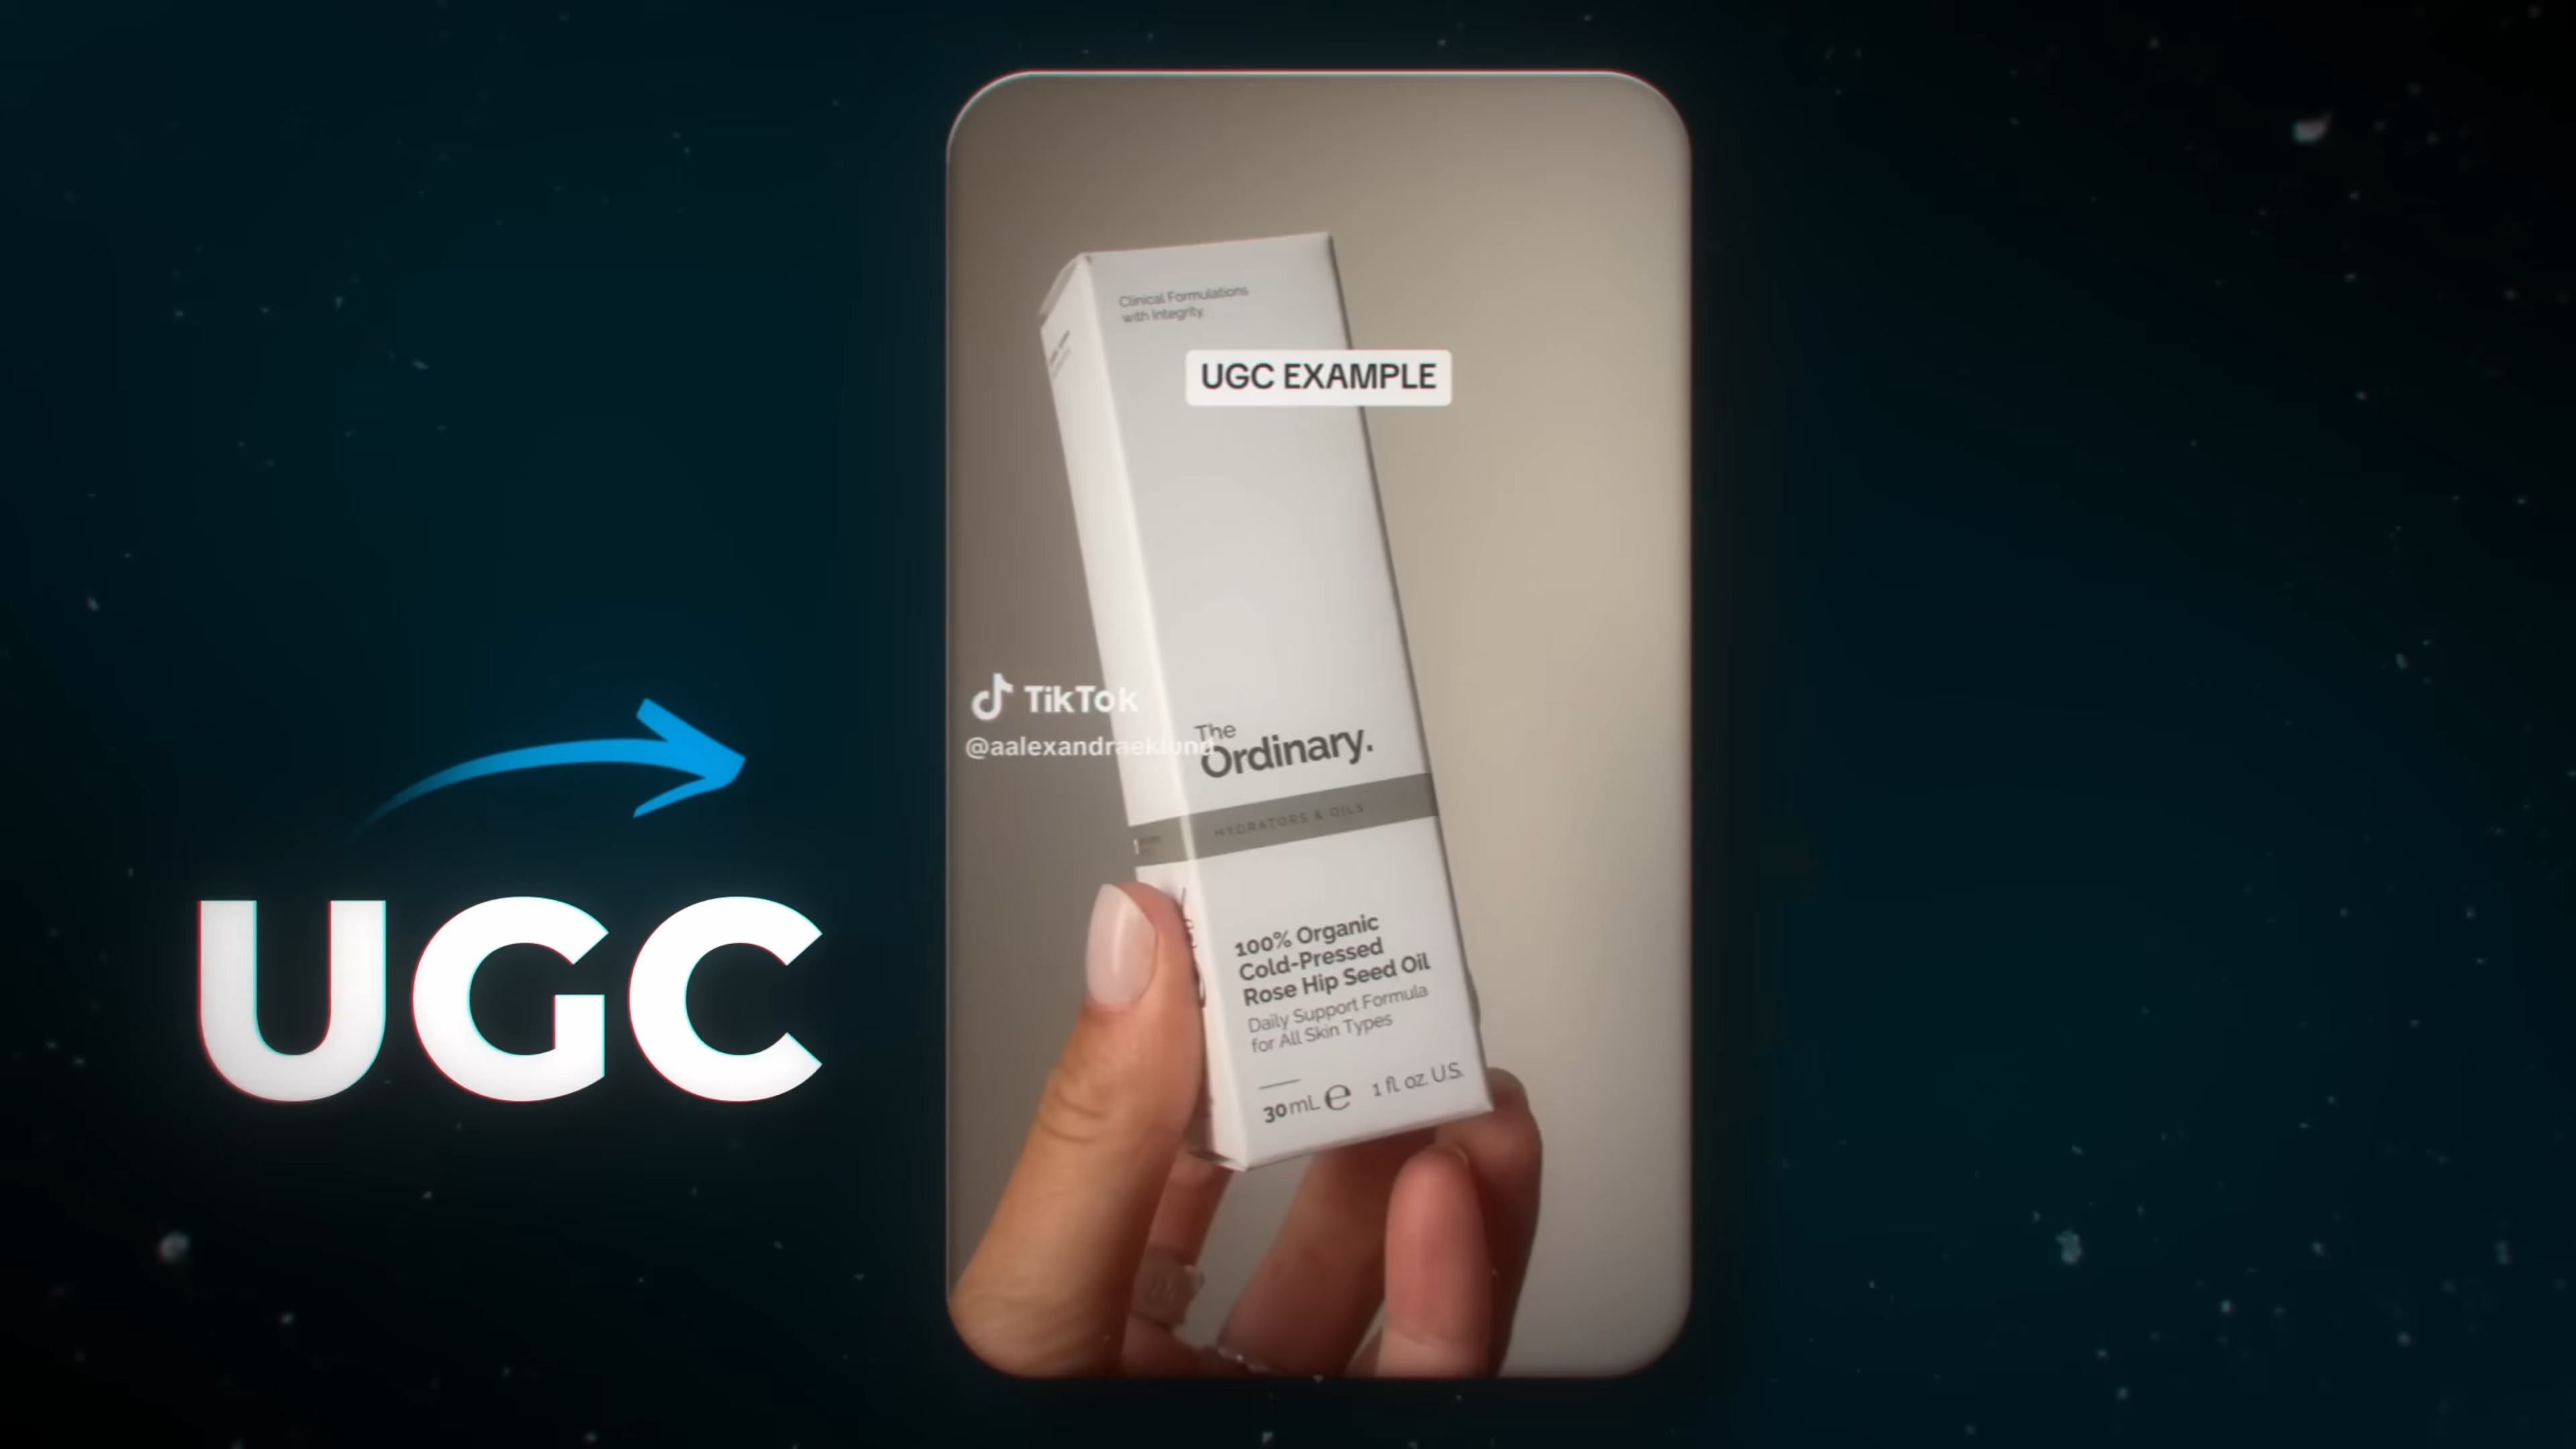 Clinical Formulations
with Integrity.
UGC EXAMPLE
TikTok
@aalexandraeklund
The
Ordinary.
HYDRATORS & OILS
UGC
100% Organic
Cold-Pressed
Rose Hip Seed Oil
Daily Support Formula
for All Skin Types
30 mL ℮ 1 fl. oz. U.S.